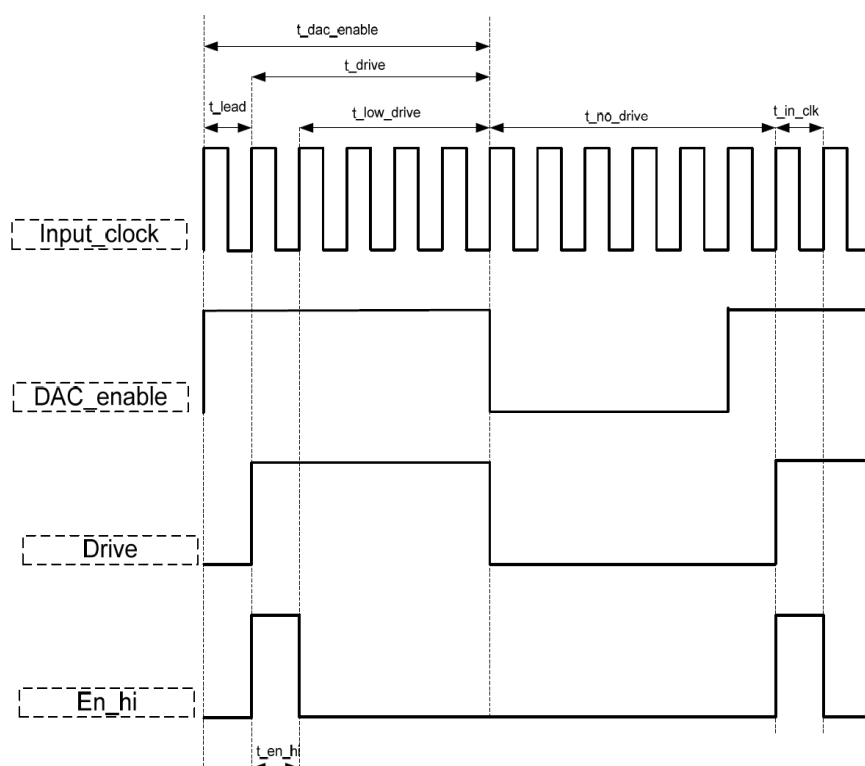 t_dac_enable
t_drive
t_lead
t_low_drive
t_no_drive
t_in_clk
Input_clock
DAC_enable
Drive
En_hi
t_en_hi